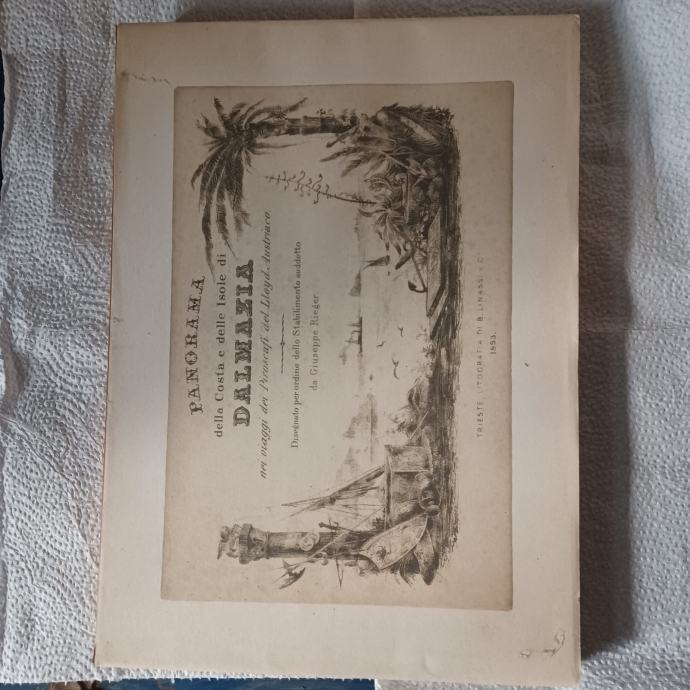 PANORAMA
della Costa e delle Isole di
DALMAZIA
nei viaggi dei Piroscafi del Lloyd Austriaco
Disegnato per ordine dello Stabilimento suddetto
da Giuseppe Rieger
TRIESTE LITOGRAFIA DI B. LINASSI E C.º
1853.